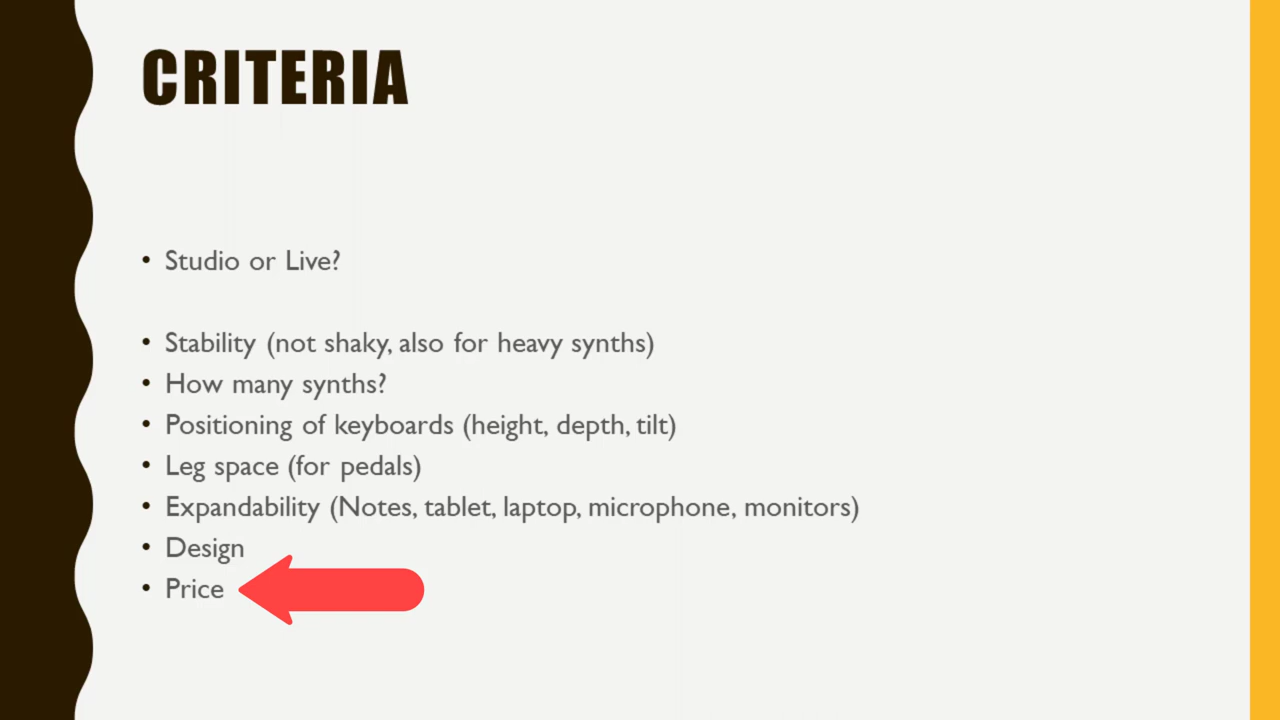 CRITERIA
• Studio or Live?
• Stability (not shaky, also for heavy synths)
• How many synths?
• Positioning of keyboards (height, depth, tilt)
• Leg space (for pedals)
• Expandability (Notes, tablet, laptop, microphone, monitors)
• Design
• Price